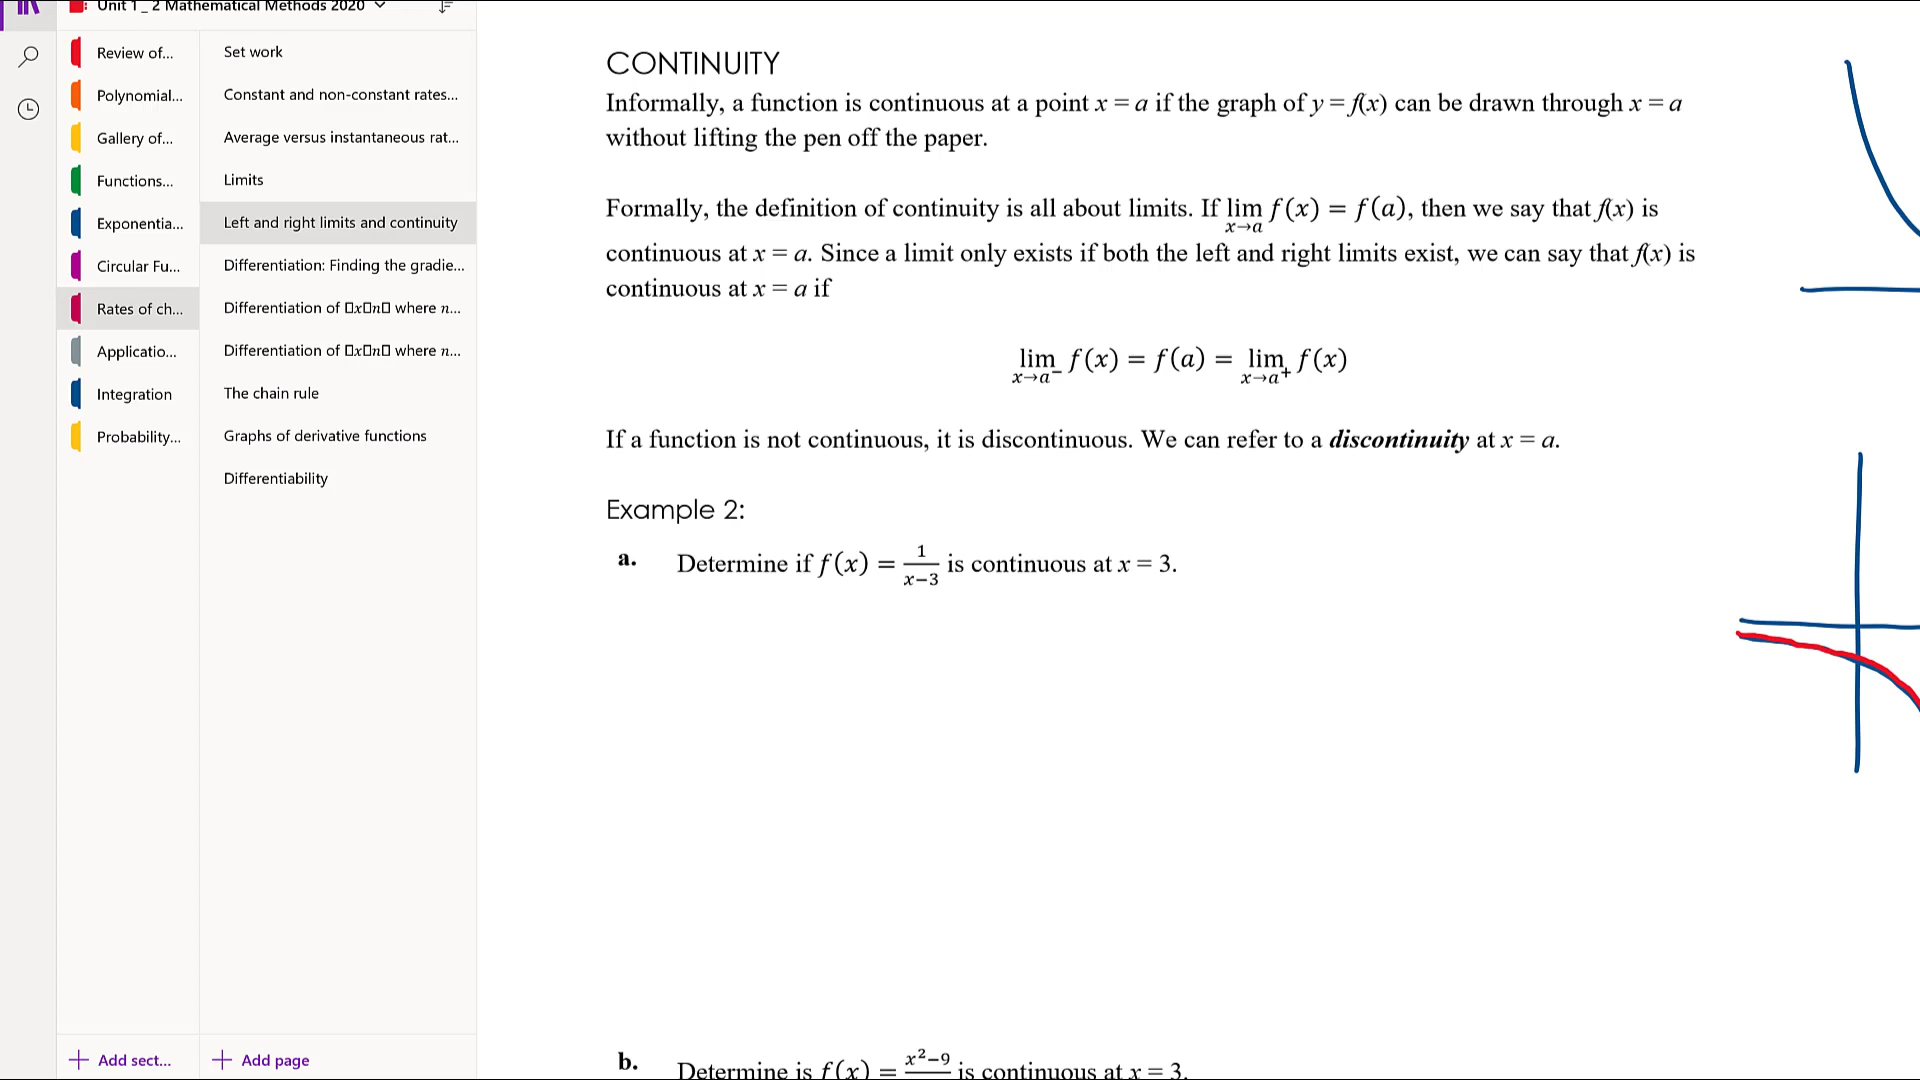 Unit 1 _ 2 Mathematical Methods 2020
Review of...
Polynomial...
Gallery of...
Functions...
Exponentia...
Circular Fu...
Rates of ch...
Applicatio...
Integration
Probability...
Add sect...
Set work
Constant and non-constant rates...
Average versus instantaneous rat...
Limits
Left and right limits and continuity
Differentiation: Finding the gradie...
Differentiation of □x□n□ where n...
Differentiation of □x□n□ where n...
The chain rule
Graphs of derivative functions
Differentiability
Add page
CONTINUITY
Informally, a function is continuous at a point x = a if the graph of y = f(x) can be drawn through x = a
without lifting the pen off the paper.
Formally, the definition of continuity is all about limits. If lim x→a f(x) = f(a), then we say that f(x) is
continuous at x = a. Since a limit only exists if both the left and right limits exist, we can say that f(x) is
continuous at x = a if
lim x→a⁻ f(x) = f(a) = lim x→a⁺ f(x)
If a function is not continuous, it is discontinuous. We can refer to a discontinuity at x = a.
Example 2:
a. Determine if f(x) = 1/(x−3) is continuous at x = 3.
b. Determine is f(x) = x²−9 is continuous at x = 3.